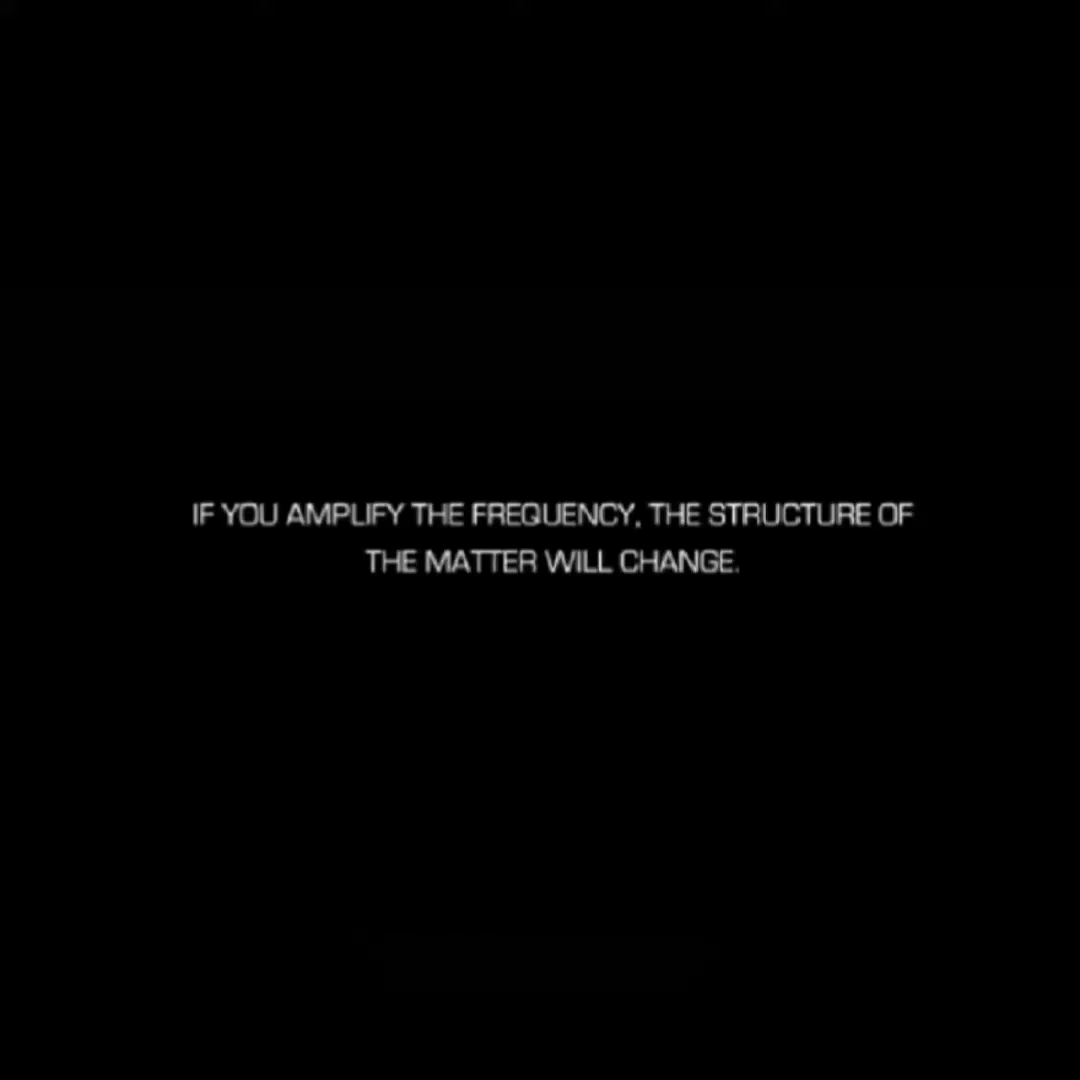 IF YOU AMPLIFY THE FREQUENCY, THE STRUCTURE OF
THE MATTER WILL CHANGE.